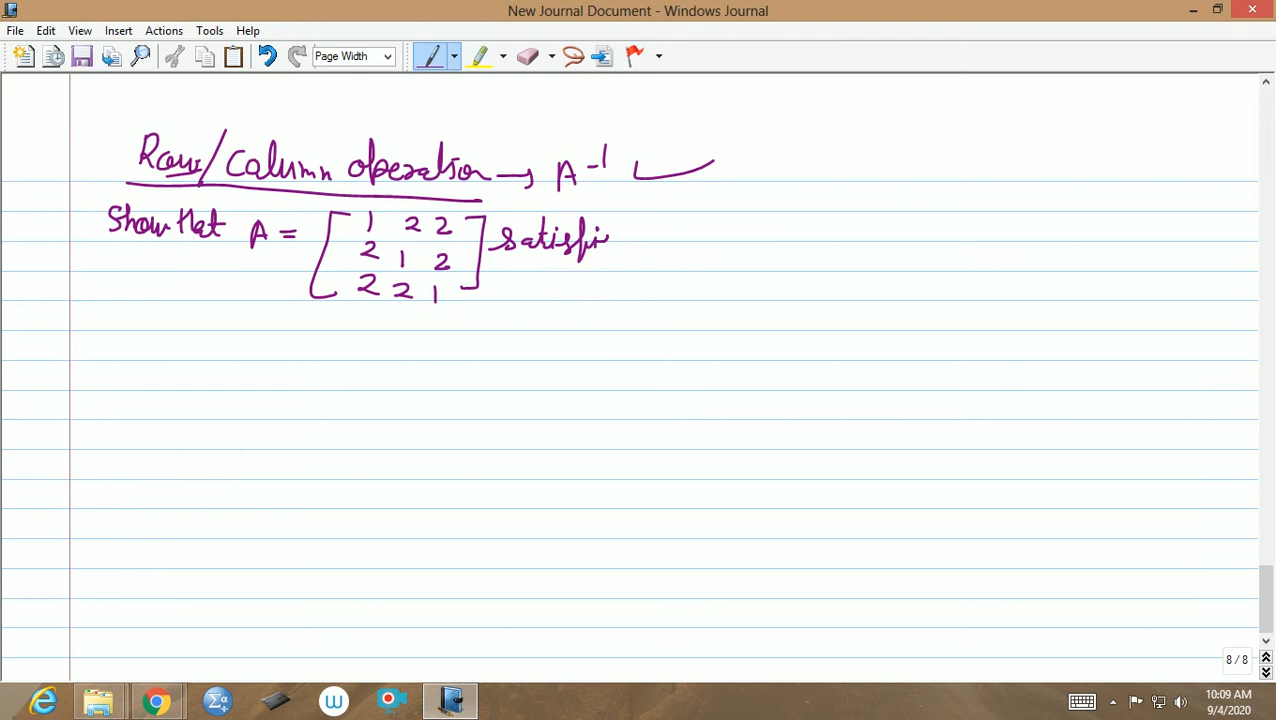 New Journal Document - Windows Journal
File Edit View Insert Actions Tools Help
Page Width
Row/Column operation → A⁻¹
Show that A = [ 1 2 2 satisfi
2 1 2
2 2 1 ]
8 / 8
10:09 AM
9/4/2020